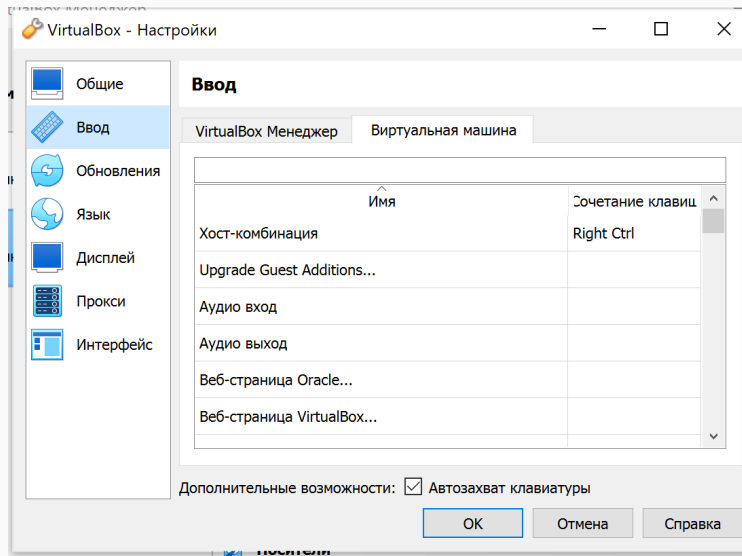 VirtualBox - Настройки
Общие
Ввод
Обновления
Язык
Дисплей
Прокси
Интерфейс
Ввод
VirtualBox Менеджер
Виртуальная машина
Имя
Сочетание клавиш
Хост-комбинация
Right Ctrl
Upgrade Guest Additions...
Аудио вход
Аудио выход
Веб-страница Oracle...
Веб-страница VirtualBox...
Дополнительные возможности:
Автозахват клавиатуры
OK
Отмена
Справка
Носители